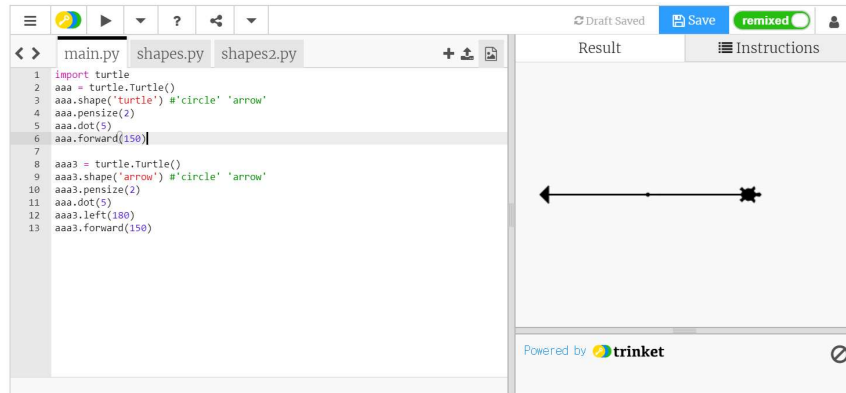 ?
Draft Saved
Save
remixed
main.py shapes.py shapes2.py
Result
Instructions
1 import turtle
2 aaa = turtle.Turtle()
3 aaa.shape('turtle') #'circle' 'arrow'
4 aaa.pensize(2)
5 aaa.dot(5)
6 aaa.forward(150)
7
8 aaa3 = turtle.Turtle()
9 aaa3.shape('arrow') #'circle' 'arrow'
10 aaa3.pensize(2)
11 aaa.dot(5)
12 aaa3.left(180)
13 aaa3.forward(150)
Powered by trinket